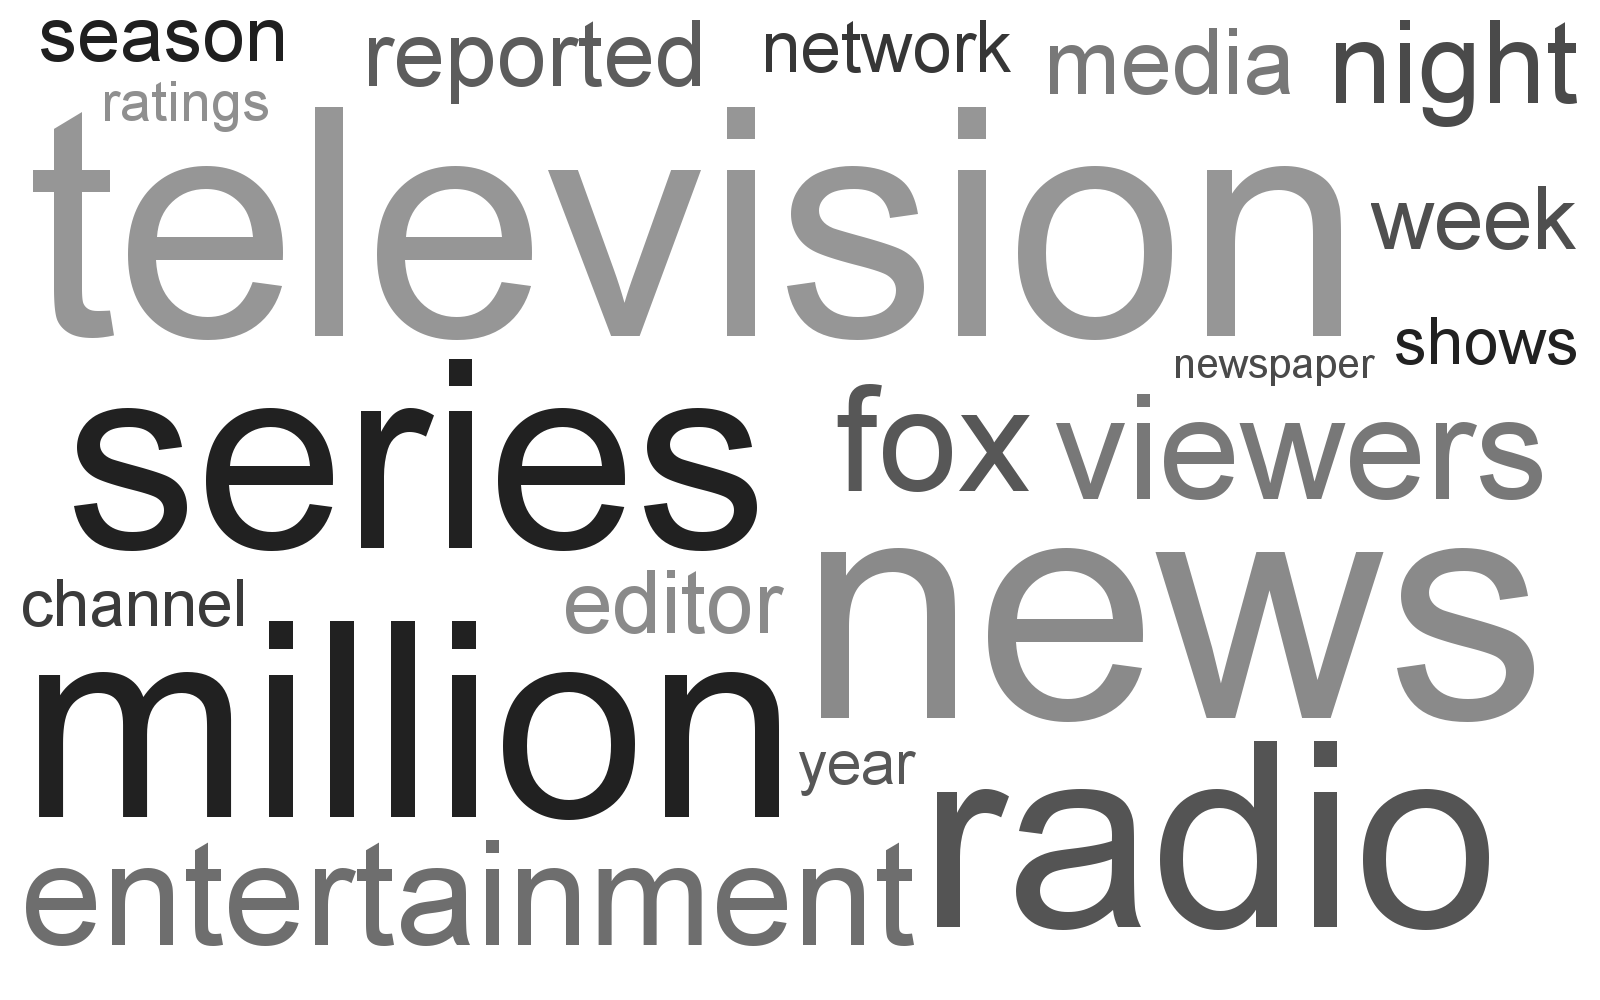 season reported network media night
ratings
television
week
shows
newspaper
series fox viewers
news
channel editor
million
year
radio
entertainment